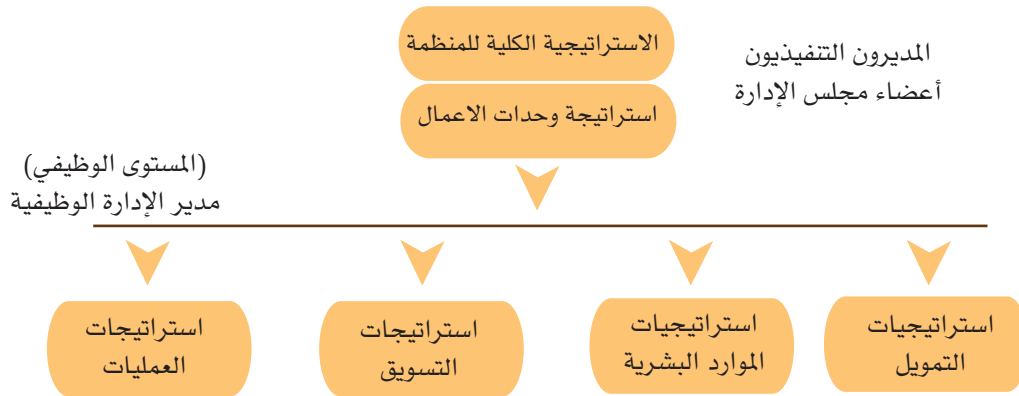 الاستراتيجية الكلية للمنظمة
المديرون التنفيذيون
أعضاء مجلس الإدارة
استراتيجة وحدات الاعمال
(المستوى الوظيفي)
مدير الإدارة الوظيفية
استراتيجيات
التمويل
استراتيجيات
الموارد البشرية
استراتيجات
التسويق
استراتيجات
العمليات